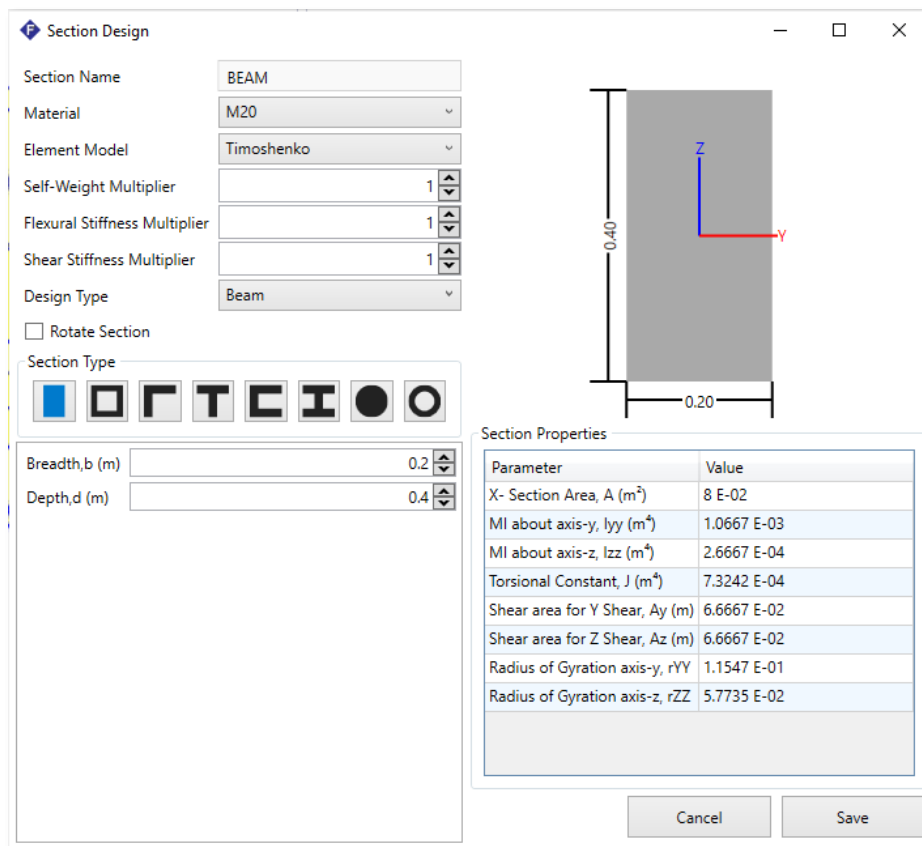 Section Design
Section Name BEAM
Material M20
Element Model Timoshenko
Self-Weight Multiplier 1
Flexural Stiffness Multiplier 1
Shear Stiffness Multiplier 1
Design Type Beam
Rotate Section
Section Type
Breadth,b (m) 0.2
Depth,d (m) 0.4
Z
Y
0.40
0.20
Section Properties
Parameter Value
X- Section Area, A (m²) 8 E-02
MI about axis-y, Iyy (m⁴) 1.0667 E-03
MI about axis-z, Izz (m⁴) 2.6667 E-04
Torsional Constant, J (m⁴) 7.3242 E-04
Shear area for Y Shear, Ay (m) 6.6667 E-02
Shear area for Z Shear, Az (m) 6.6667 E-02
Radius of Gyration axis-y, rYY 1.1547 E-01
Radius of Gyration axis-z, rZZ 5.7735 E-02
Cancel Save